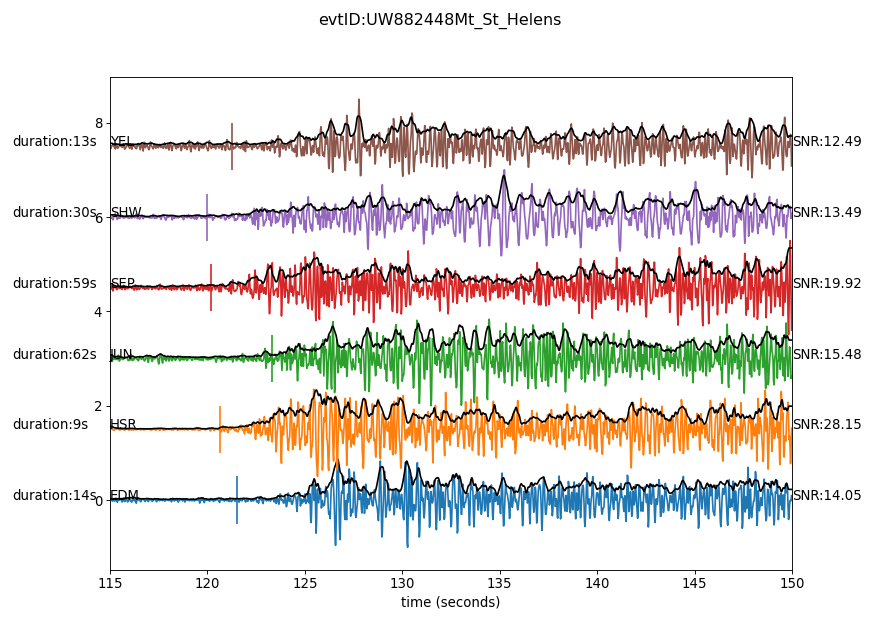 evtID:UW882448Mt_St_Helens
8
duration:13s YEL SNR:12.49
duration:30s SHW SNR:13.49
6
duration:59s SEP SNR:19.92
4
duration:62s JUN SNR:15.48
2
duration:9s HSR SNR:28.15
duration:14s EDM SNR:14.05
0
115 120 125 130 135 140 145 150
time (seconds)